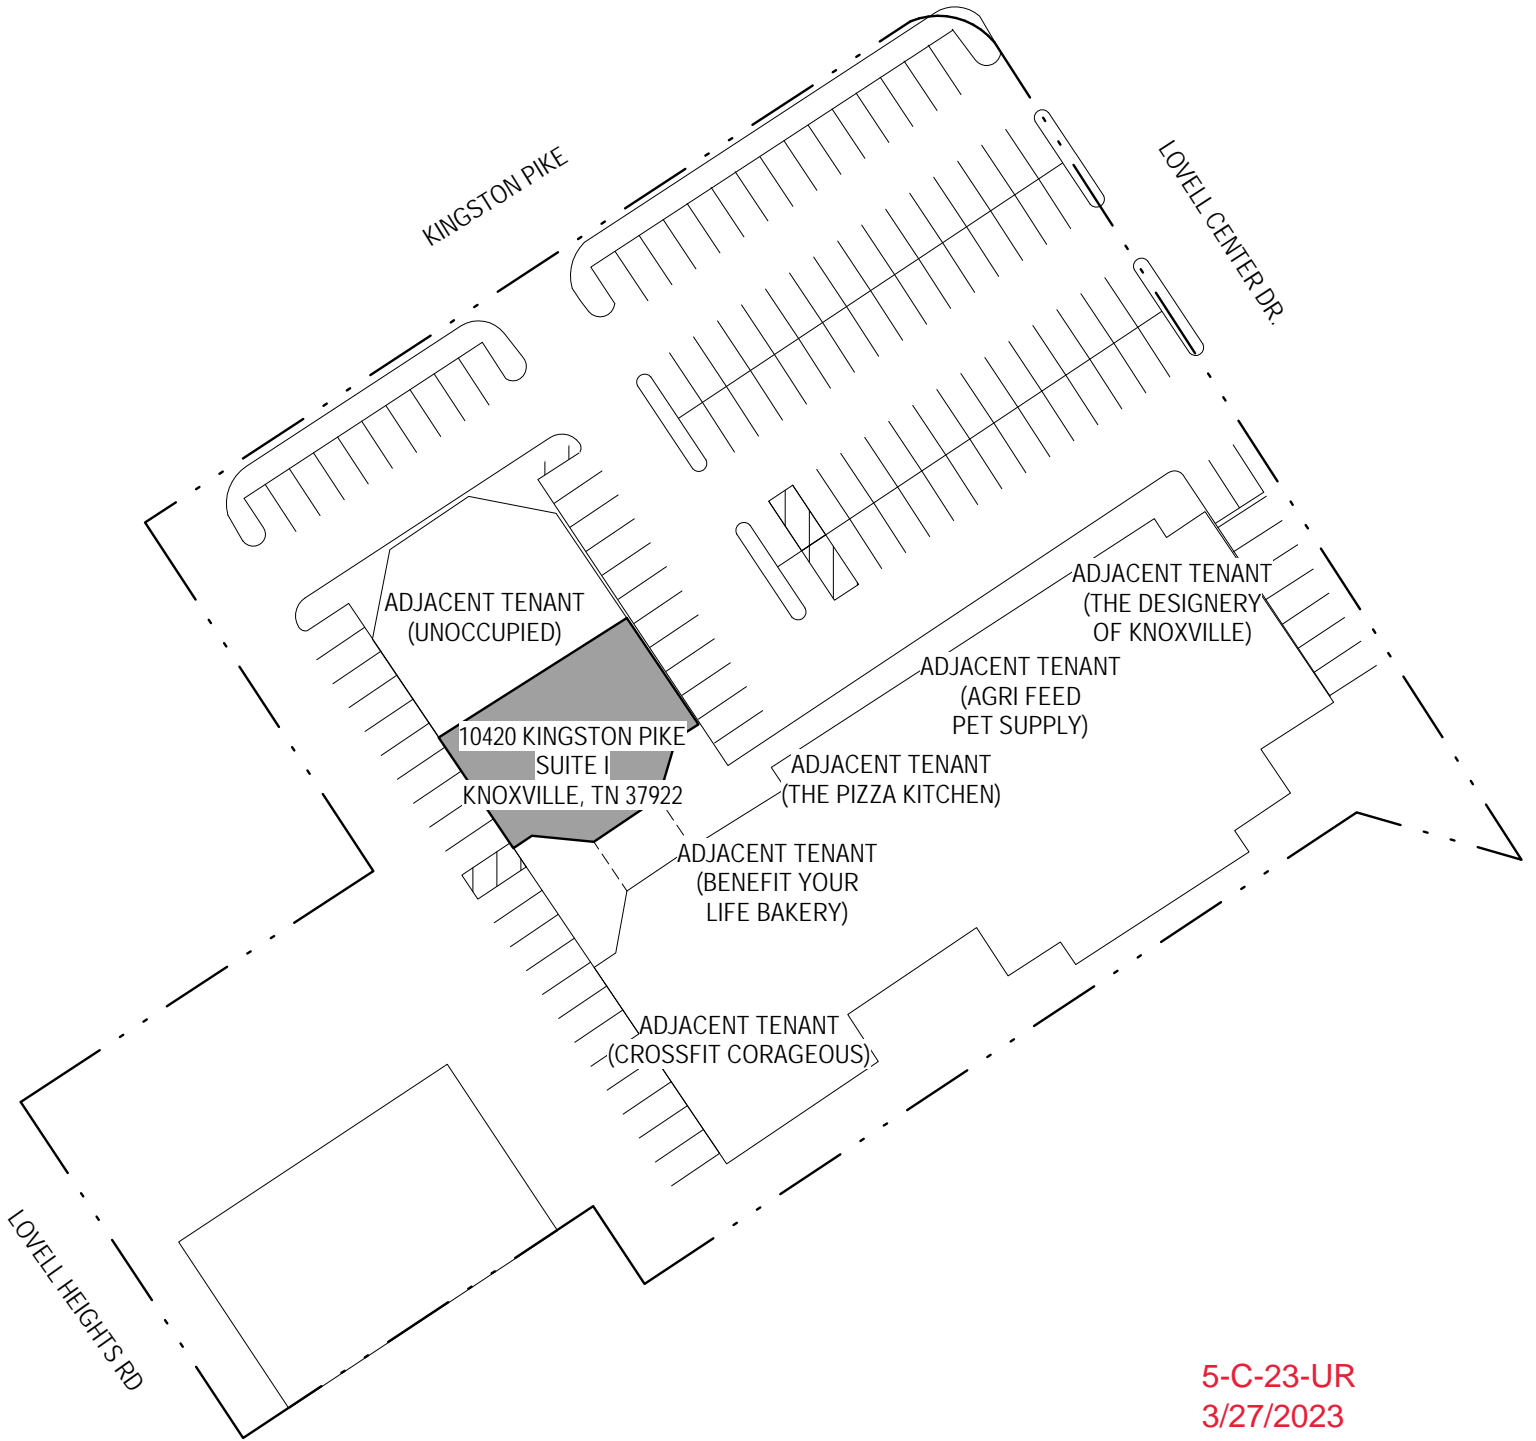 KINGSTON PIKE
LOVELL CENTER DR.
ADJACENT TENANT
(UNOCCUPIED)
ADJACENT TENANT
(THE DESIGNERY
OF KNOXVILLE)
ADJACENT TENANT
(AGRI FEED
PET SUPPLY)
10420 KINGSTON PIKE
SUITE I
KNOXVILLE, TN 37922
ADJACENT TENANT
(THE PIZZA KITCHEN)
ADJACENT TENANT
(BENEFIT YOUR
LIFE BAKERY)
ADJACENT TENANT
(CROSSFIT CORAGEOUS)
LOVELL HEIGHTS RD
5-C-23-UR
3/27/2023